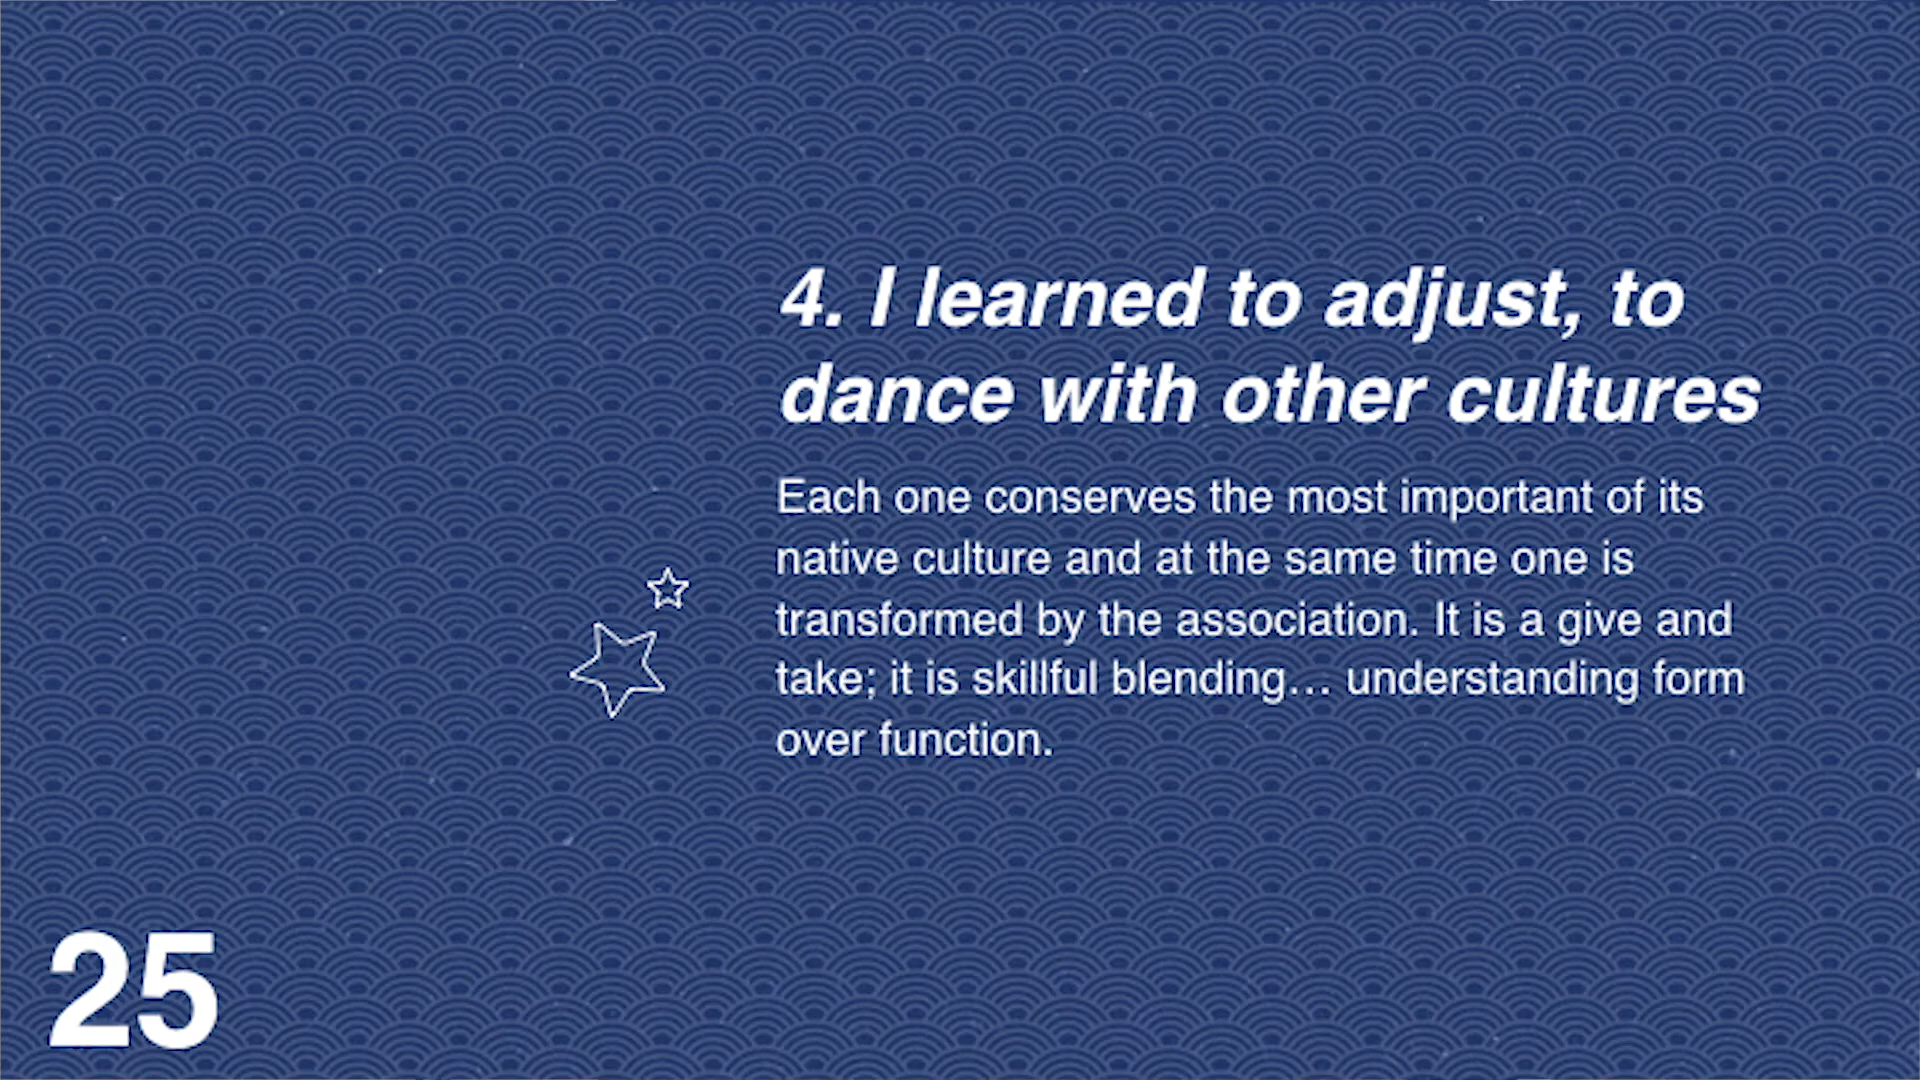 4. I learned to adjust, to
dance with other cultures
Each one conserves the most important of its
native culture and at the same time one is
transformed by the association. It is a give and
take; it is skillful blending… understanding form
over function.
25